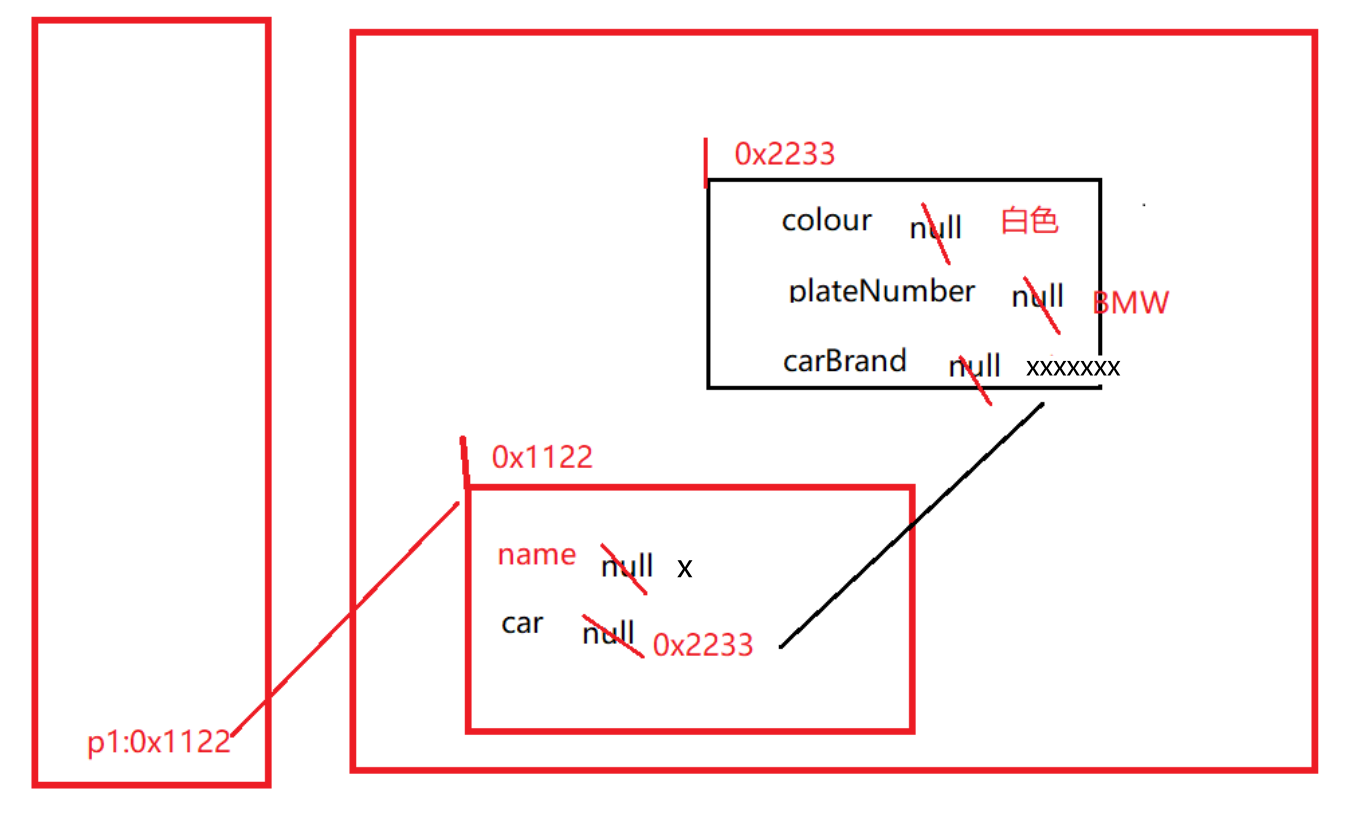 0x2233
colour null 白色
plateNumber null BMW
carBrand null xxxxxxx
0x1122
name null x
car null 0x2233
p1:0x1122